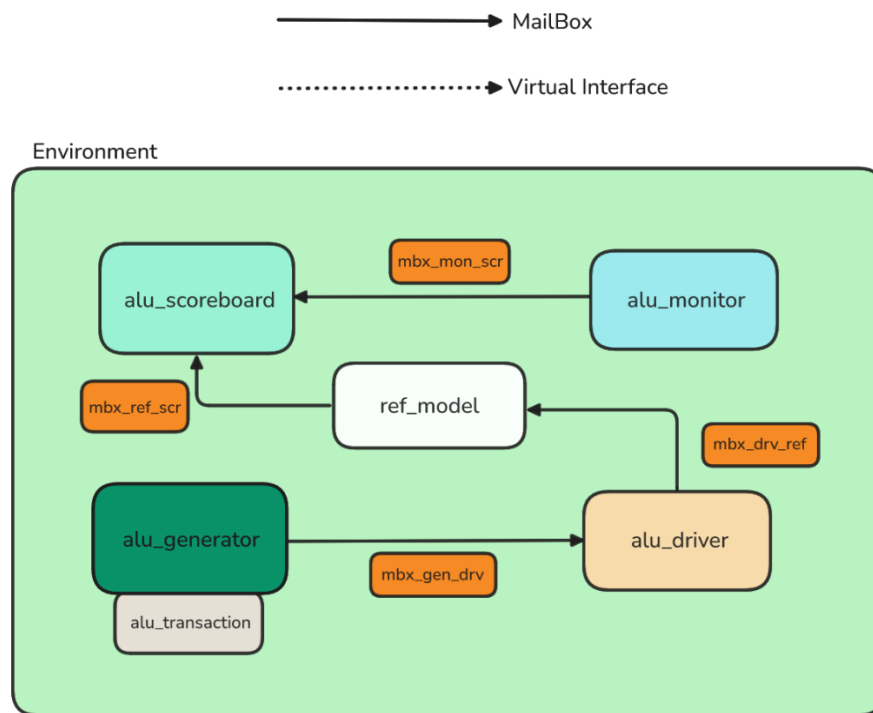 MailBox
Virtual Interface
Environment
mbx_mon_scr
alu_scoreboard
alu_monitor
ref_model
mbx_ref_scr
mbx_drv_ref
alu_generator
alu_driver
mbx_gen_drv
alu_transaction